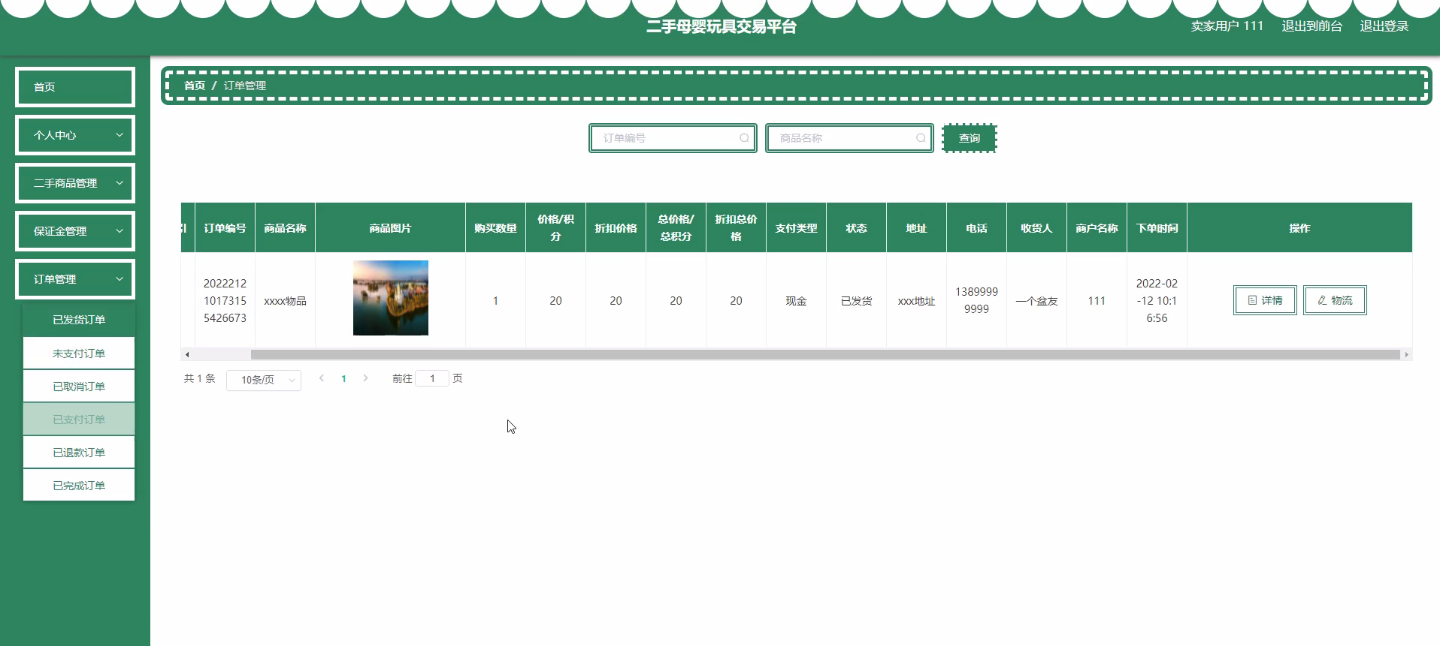 二手母婴玩具交易平台
卖家用户 111
退出到前台
退出登录
首页
个人中心
二手商品管理
保证金管理
订单管理
已发货订单
未支付订单
已取消订单
已支付订单
已退款订单
已完成订单
首页 / 订单管理
订单编号
商品名称
查询
订单编号
商品名称
商品图片
购买数量
价格/积
分
折扣价格
总价格/
总积分
折扣总价
格
支付类型
状态
地址
电话
收货人
商户名称
下单时间
操作
2022212
1017315
5426673
xxxx物品
1
20
20
20
20
现金
已发货
xxx地址
1389999
9999
一个盆友
111
2022-02
-12 10:1
6:56
详情
物流
共 1 条
10条/页
1
前往 1 页